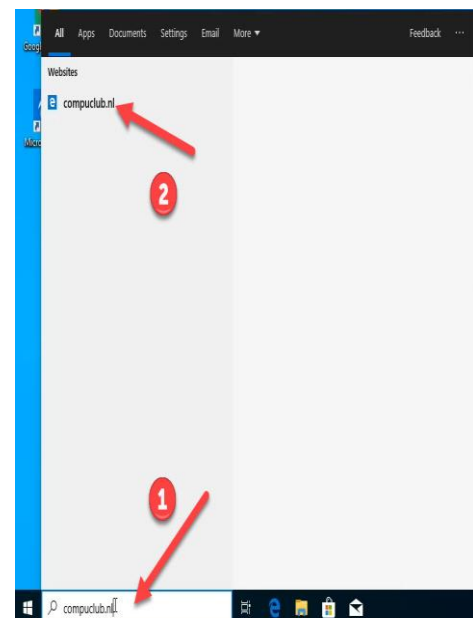 All Apps Documents Settings Email More Feedback ...
Websites
compuclub.nl
2
1
compuclub.nl